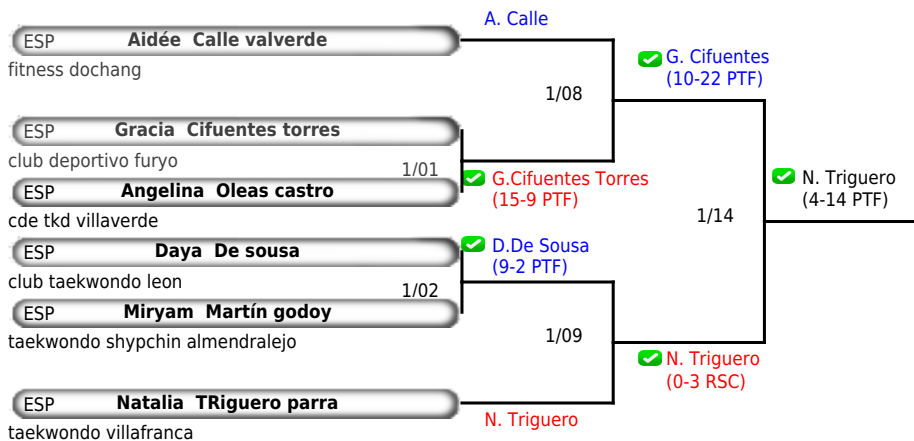 A. Calle
ESP Aidée Calle valverde
fitness dochang
G. Cifuentes
(10-22 PTF)
1/08
ESP Gracia Cifuentes torres
club deportivo furyo
1/01
G.Cifuentes Torres
(15-9 PTF)
ESP Angelina Oleas castro
cde tkd villaverde
N. Triguero
(4-14 PTF)
1/14
ESP Daya De sousa
club taekwondo leon
D.De Sousa
(9-2 PTF)
1/02
ESP Miryam Martín godoy
taekwondo shypchin almendralejo
1/09
N. Triguero
(0-3 RSC)
ESP Natalia TRiguero parra
taekwondo villafranca
N. Triguero